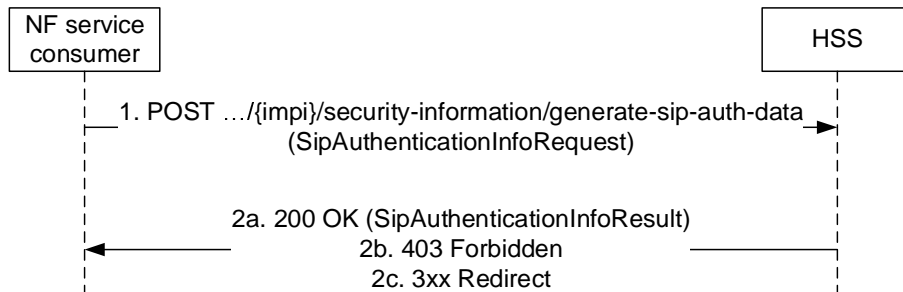 NF service
consumer
HSS
1. POST …/{impi}/security-information/generate-sip-auth-data
(SipAuthenticationInfoRequest)
2a. 200 OK (SipAuthenticationInfoResult)
2b. 403 Forbidden
2c. 3xx Redirect